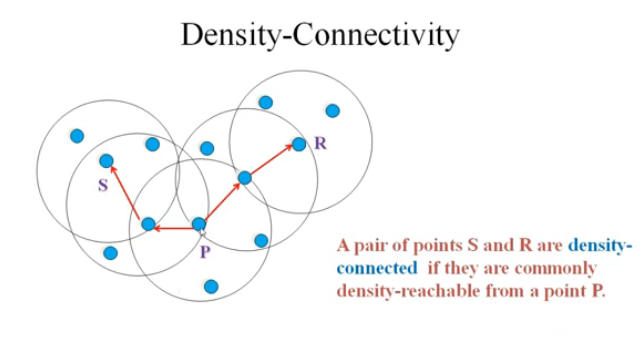 Density-Connectivity
R
S
P
A pair of points S and R are density-
connected if they are commonly
density-reachable from a point P.